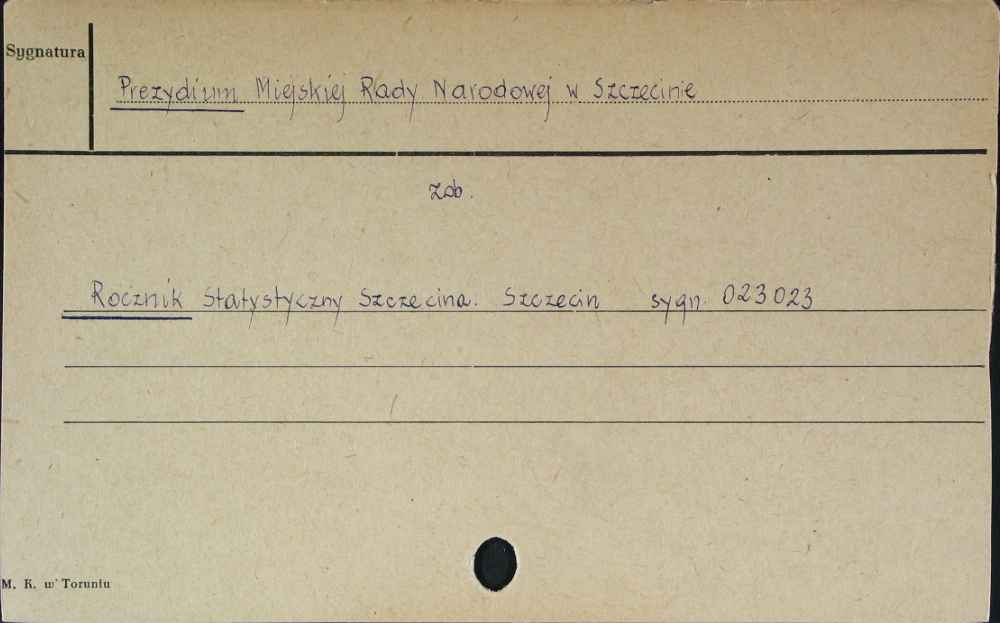 Sygnatura
Prezydium Miejskiej Rady Narodowej w Szczecinie
zob.
Rocznik Statystyczny Szczecina. Szczecin sygn. 023023
M. K. w Toruniu